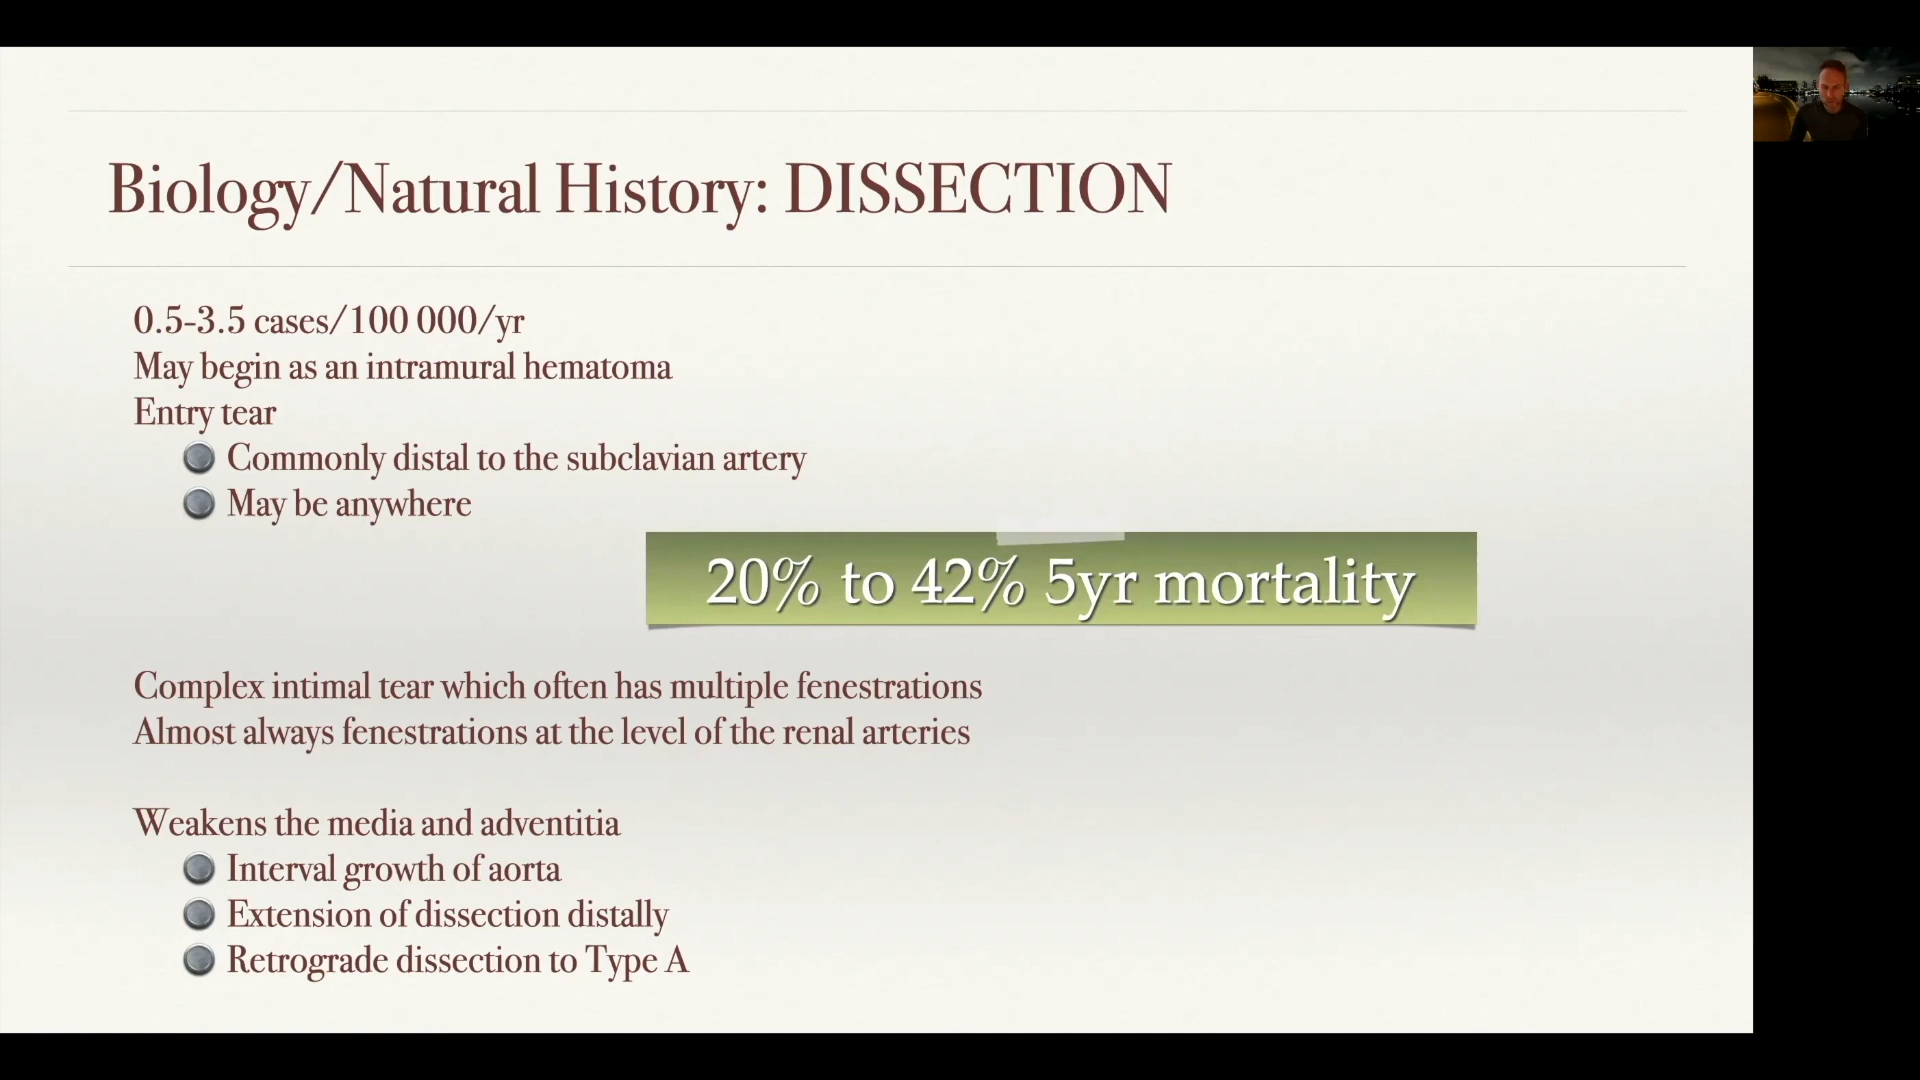 Biology/Natural History: DISSECTION
0.5-3.5 cases/100 000/yr
May begin as an intramural hematoma
Entry tear
Commonly distal to the subclavian artery
May be anywhere
20% to 42% 5yr mortality
Complex intimal tear which often has multiple fenestrations
Almost always fenestrations at the level of the renal arteries
Weakens the media and adventitia
Interval growth of aorta
Extension of dissection distally
Retrograde dissection to Type A